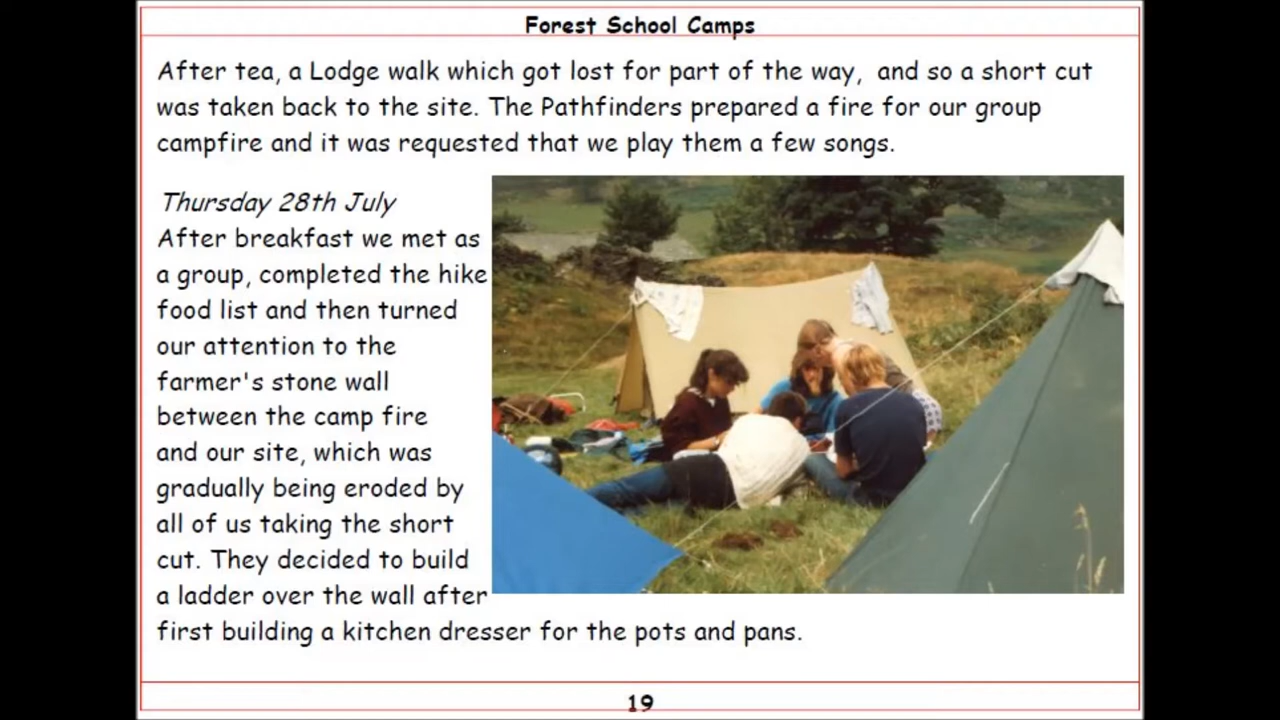 Forest School Camps
After tea, a Lodge walk which got lost for part of the way, and so a short cut
was taken back to the site. The Pathfinders prepared a fire for our group
campfire and it was requested that we play them a few songs.
Thursday 28th July
After breakfast we met as
a group, completed the hike
food list and then turned
our attention to the
farmer's stone wall
between the camp fire
and our site, which was
gradually being eroded by
all of us taking the short
cut. They decided to build
a ladder over the wall after
first building a kitchen dresser for the pots and pans.
19